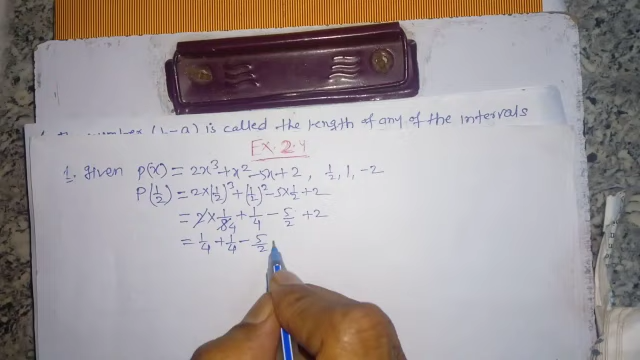 number (b-a) is called the length of any of the intervals
EX. 2.4
1. given p(x) = 2x³+x²-5x+2, 1/2, 1, -2
P(1/2) = 2×(1/2)³+(1/2)²-5×1/2+2
= 2×1/84+1/4-5/2+2
= 1/4+1/4-5/2